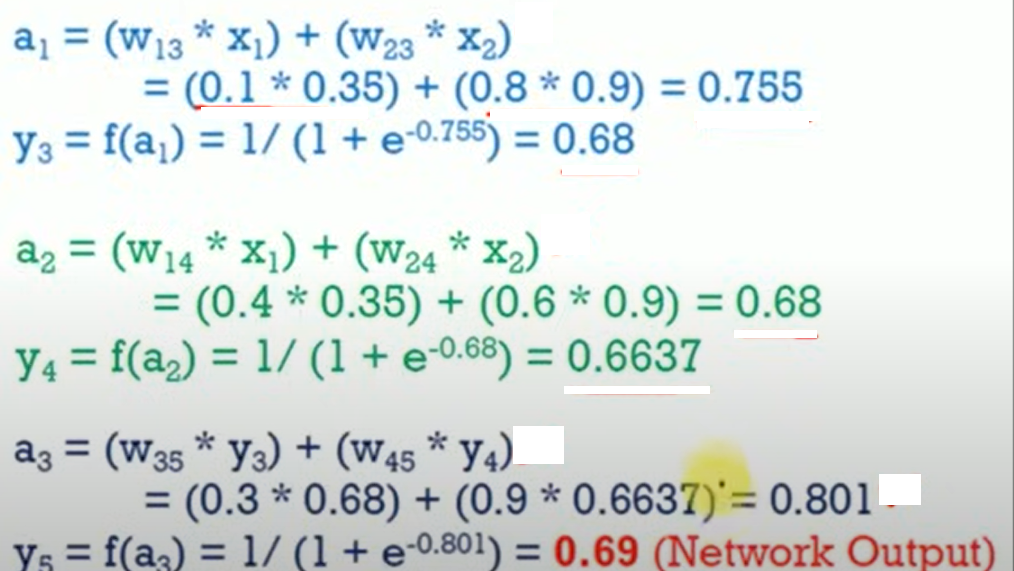 a₁ = (w₁₃ * x₁) + (w₂₃ * x₂)
= (0.1 * 0.35) + (0.8 * 0.9) = 0.755
y₃ = f(a₁) = 1/ (1 + e⁻⁰·⁷⁵⁵) = 0.68
a₂ = (w₁₄ * x₁) + (w₂₄ * x₂)
= (0.4 * 0.35) + (0.6 * 0.9) = 0.68
y₄ = f(a₂) = 1/ (1 + e⁻⁰·⁶⁸) = 0.6637
a₃ = (w₃₅ * y₃) + (w₄₅ * y₄)
= (0.3 * 0.68) + (0.9 * 0.6637) = 0.801
y₅ = f(a₃) = 1/ (1 + e⁻⁰·⁸⁰¹) = 0.69 (Network Output)